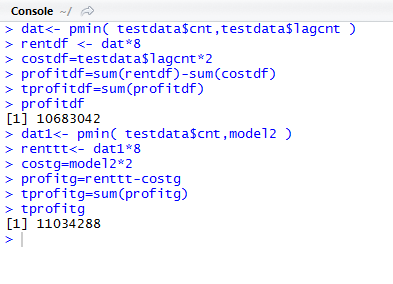 Console ~/
> dat<- pmin( testdata$cnt,testdata$lagcnt )
> rentdf <- dat*8
> costdf=testdata$lagcnt*2
> profitdf=sum(rentdf)-sum(costdf)
> tprofitdf=sum(profitdf)
> profitdf
[1] 10683042
> dat1<- pmin( testdata$cnt,model2 )
> renttt<- dat1*8
> costg=model2*2
> profitg=renttt-costg
> tprofitg=sum(profitg)
> tprofitg
[1] 11034288
>